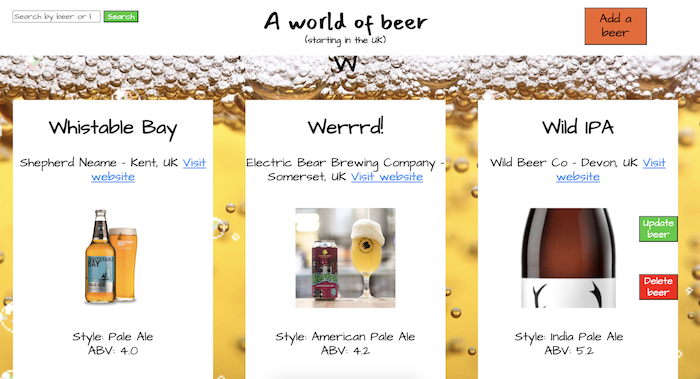 Search by beer or l
Search
A world of beer
(starting in the UK)
Add a
beer
W
Whistable Bay
Werrrd!
Wild IPA
Shepherd Neame - Kent, UK Visit
website
Electric Bear Brewing Company -
Somerset, UK Visit website
Wild Beer Co - Devon, UK Visit
website
BAY
Update
beer
Delete
beer
Style: Pale Ale
ABV: 4.0
Style: American Pale Ale
ABV: 4.2
Style: India Pale Ale
ABV: 5.2